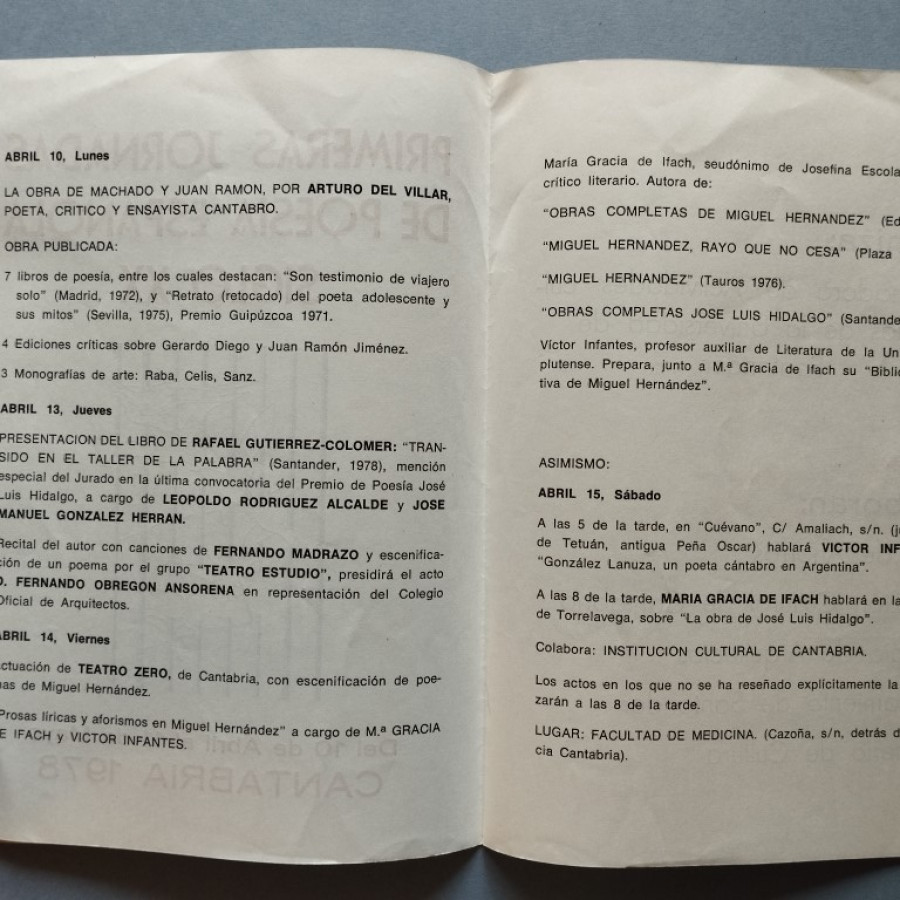 ABRIL 10, Lunes
LA OBRA DE MACHADO Y JUAN RAMON, POR ARTURO DEL VILLAR,
POETA, CRITICO Y ENSAYISTA CANTABRO.
OBRA PUBLICADA:
7 libros de poesía, entre los cuales destacan: "Son testimonio de viajero
solo" (Madrid, 1972), y "Retrato (retocado) del poeta adolescente y
sus mitos" (Sevilla, 1975), Premio Guipúzcoa 1971.
4 Ediciones críticas sobre Gerardo Diego y Juan Ramón Jiménez.
3 Monografías de arte: Raba, Celis, Sanz.
ABRIL 13, Jueves
PRESENTACION DEL LIBRO DE RAFAEL GUTIERREZ-COLOMER: "TRAN-
SIDO EN EL TALLER DE LA PALABRA" (Santander, 1978), mención
especial del Jurado en la última convocatoria del Premio de Poesía José
Luis Hidalgo, a cargo de LEOPOLDO RODRIGUEZ ALCALDE y JOSE
MANUEL GONZALEZ HERRAN.
Recital del autor con canciones de FERNANDO MADRAZO y escenifica-
ción de un poema por el grupo "TEATRO ESTUDIO", presidirá el acto
D. FERNANDO OBREGON ANSORENA en representación del Colegio
Oficial de Arquitectos.
ABRIL 14, Viernes
ctuación de TEATRO ZERO, de Cantabria, con escenificación de poe-
nas de Miguel Hernández.
Prosas líricas y aforismos en Miguel Hernández" a cargo de M.ª GRACIA
E IFACH y VICTOR INFANTES.
María Gracia de Ifach, seudónimo de Josefina Escola
crítico literario. Autora de:
"OBRAS COMPLETAS DE MIGUEL HERNANDEZ" (Ed
"MIGUEL HERNANDEZ, RAYO QUE NO CESA" (Plaza
"MIGUEL HERNANDEZ" (Tauros 1976).
"OBRAS COMPLETAS JOSE LUIS HIDALGO" (Santande
Víctor Infantes, profesor auxiliar de Literatura de la Un
plutense. Prepara, junto a M.ª Gracia de Ifach su "Biblio
tiva de Miguel Hernández".
ASIMISMO:
ABRIL 15, Sábado
A las 5 de la tarde, en "Cuévano", C/ Amaliach, s/n. (j
de Tetuán, antigua Peña Oscar) hablará VICTOR INF
"González Lanuza, un poeta cántabro en Argentina".
A las 8 de la tarde, MARIA GRACIA DE IFACH hablará en la
de Torrelavega, sobre "La obra de José Luis Hidalgo".
Colabora: INSTITUCION CULTURAL DE CANTABRIA.
Los actos en los que no se ha reseñado explícitamente la
zarán a las 8 de la tarde.
LUGAR: FACULTAD DE MEDICINA. (Cazoña, s/n, detrás d
cia Cantabria).